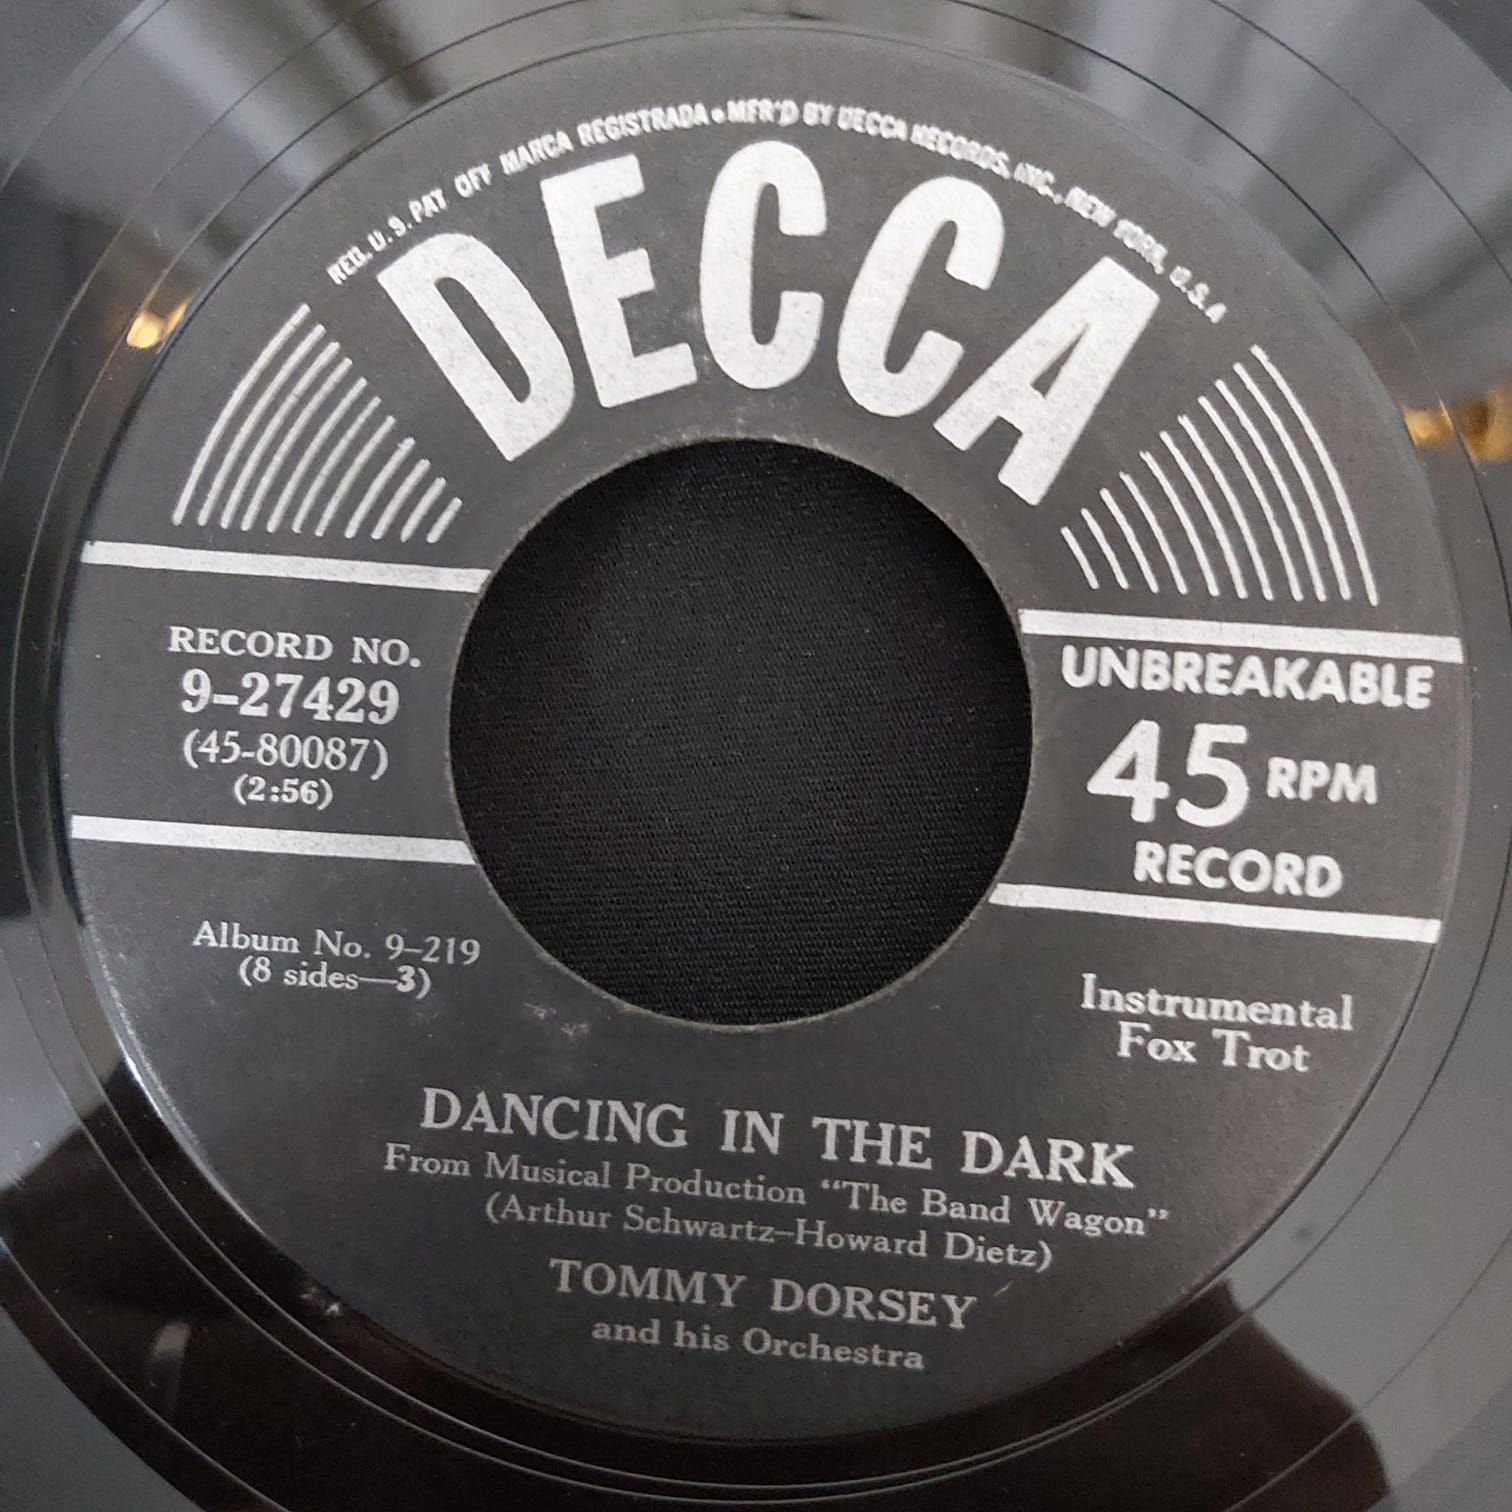 REG. U.S. PAT OFF MARCA REGISTRADA • MFR'D BY DECCA RECORDS, INC., NEW YORK, U.S.A
DECCA
RECORD NO.
9-27429
(45-80087)
(2:56)
UNBREAKABLE
45 RPM
RECORD
Album No. 9-219
(8 sides—3)
Instrumental
Fox Trot
DANCING IN THE DARK
From Musical Production “The Band Wagon”
(Arthur Schwartz-Howard Dietz)
TOMMY DORSEY
and his Orchestra